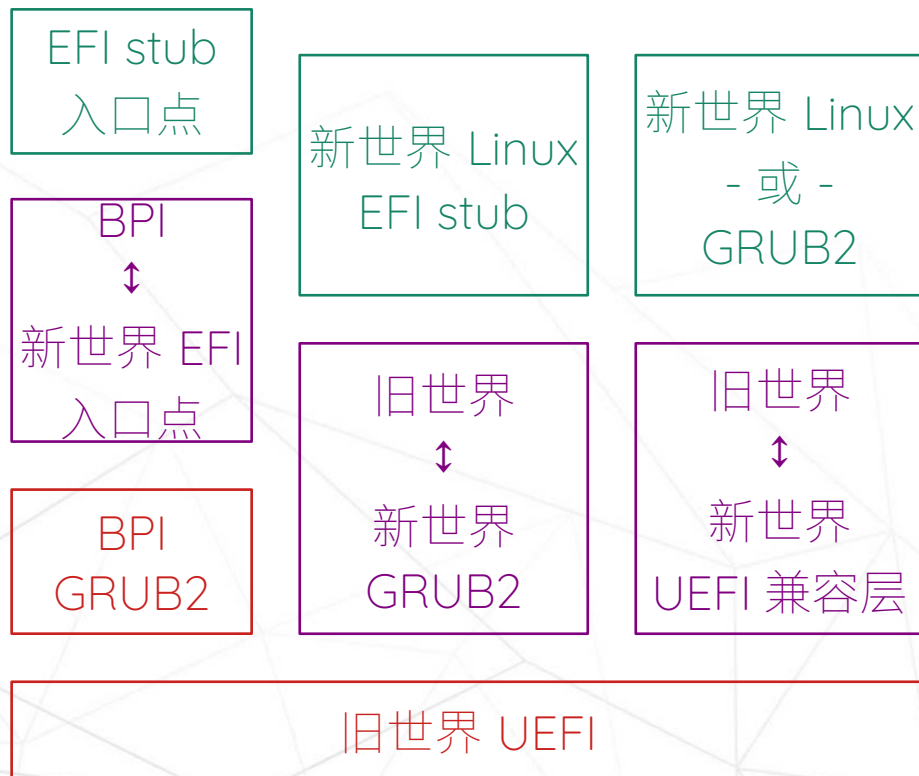 EFI stub
入口点
BPI
↕
新世界 EFI
入口点
BPI
GRUB2
新世界 Linux
EFI stub
旧世界
↕
新世界
GRUB2
新世界 Linux
- 或 -
GRUB2
旧世界
↕
新世界
UEFI 兼容层
旧世界 UEFI